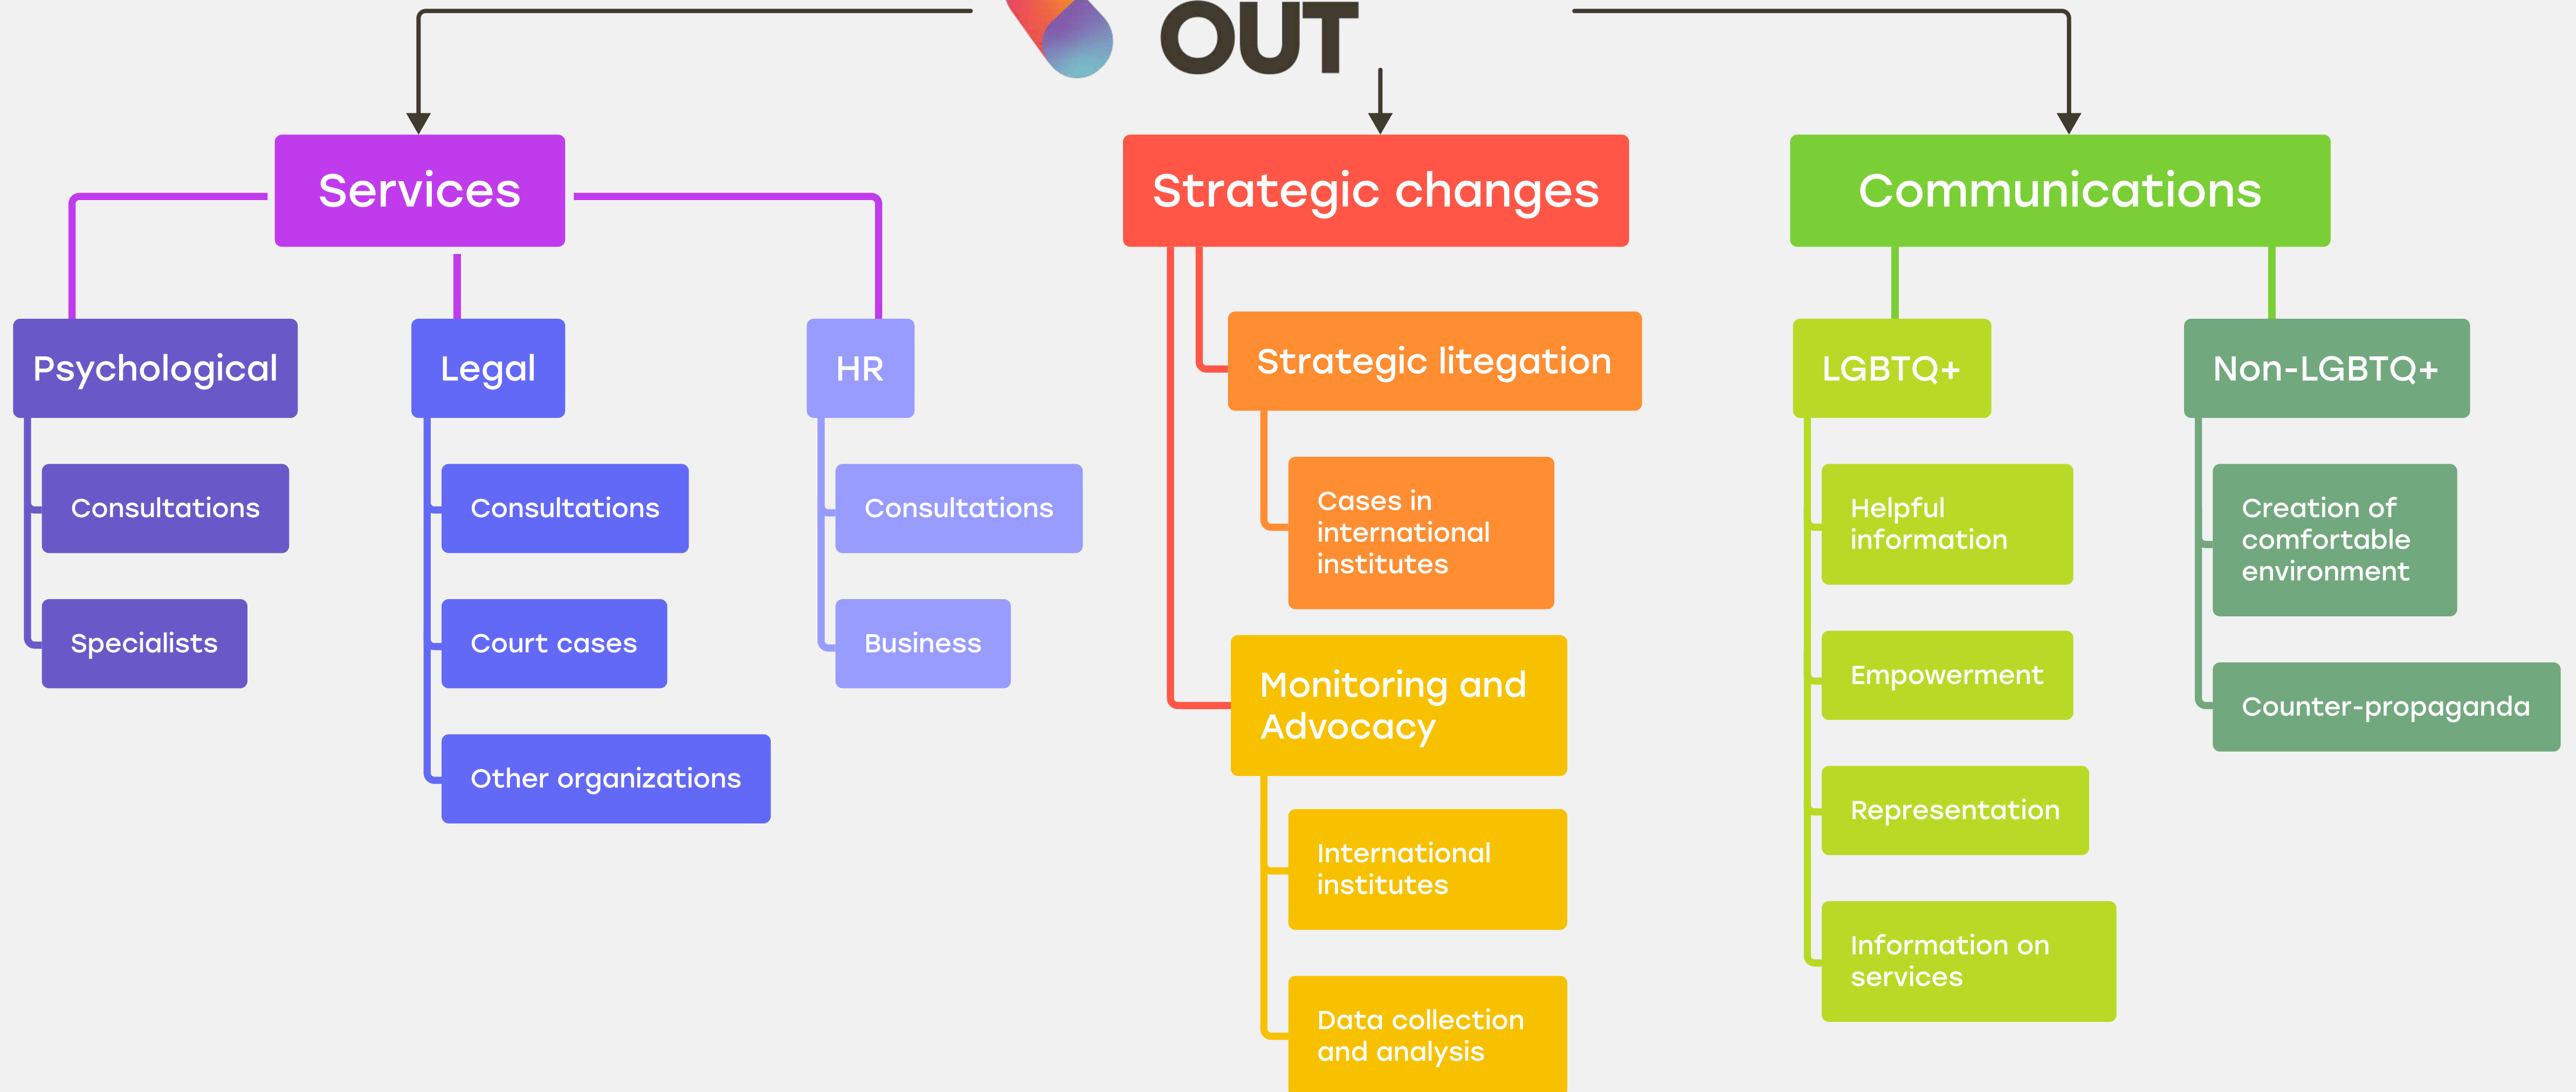 OUT
Services
Strategic changes
Communications
Psychological
Legal
HR
Strategic litegation
LGBTQ+
Non-LGBTQ+
Consultations
Consultations
Consultations
Cases in
international
institutes
Helpful
information
Creation of
comfortable
environment
Specialists
Court cases
Business
Monitoring and
Advocacy
Empowerment
Counter-propaganda
Other organizations
International
institutes
Representation
Data collection
and analysis
Information on
services